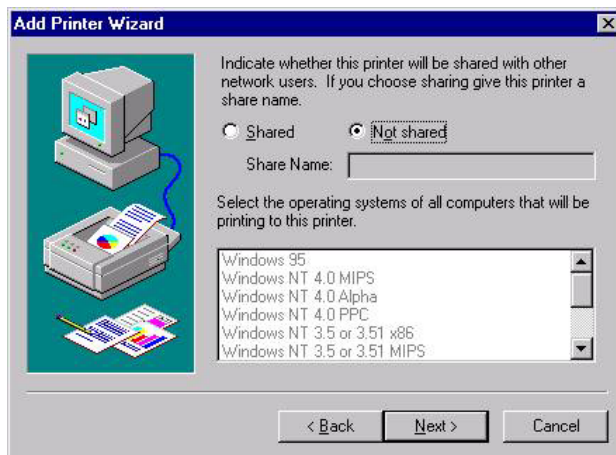 Add Printer Wizard
Indicate whether this printer will be shared with other
network users. If you choose sharing give this printer a
share name.
Shared Not shared
Share Name:
Select the operating systems of all computers that will be
printing to this printer.
Windows 95
Windows NT 4.0 MIPS
Windows NT 4.0 Alpha
Windows NT 4.0 PPC
Windows NT 3.5 or 3.51 x86
Windows NT 3.5 or 3.51 MIPS
< Back Next > Cancel